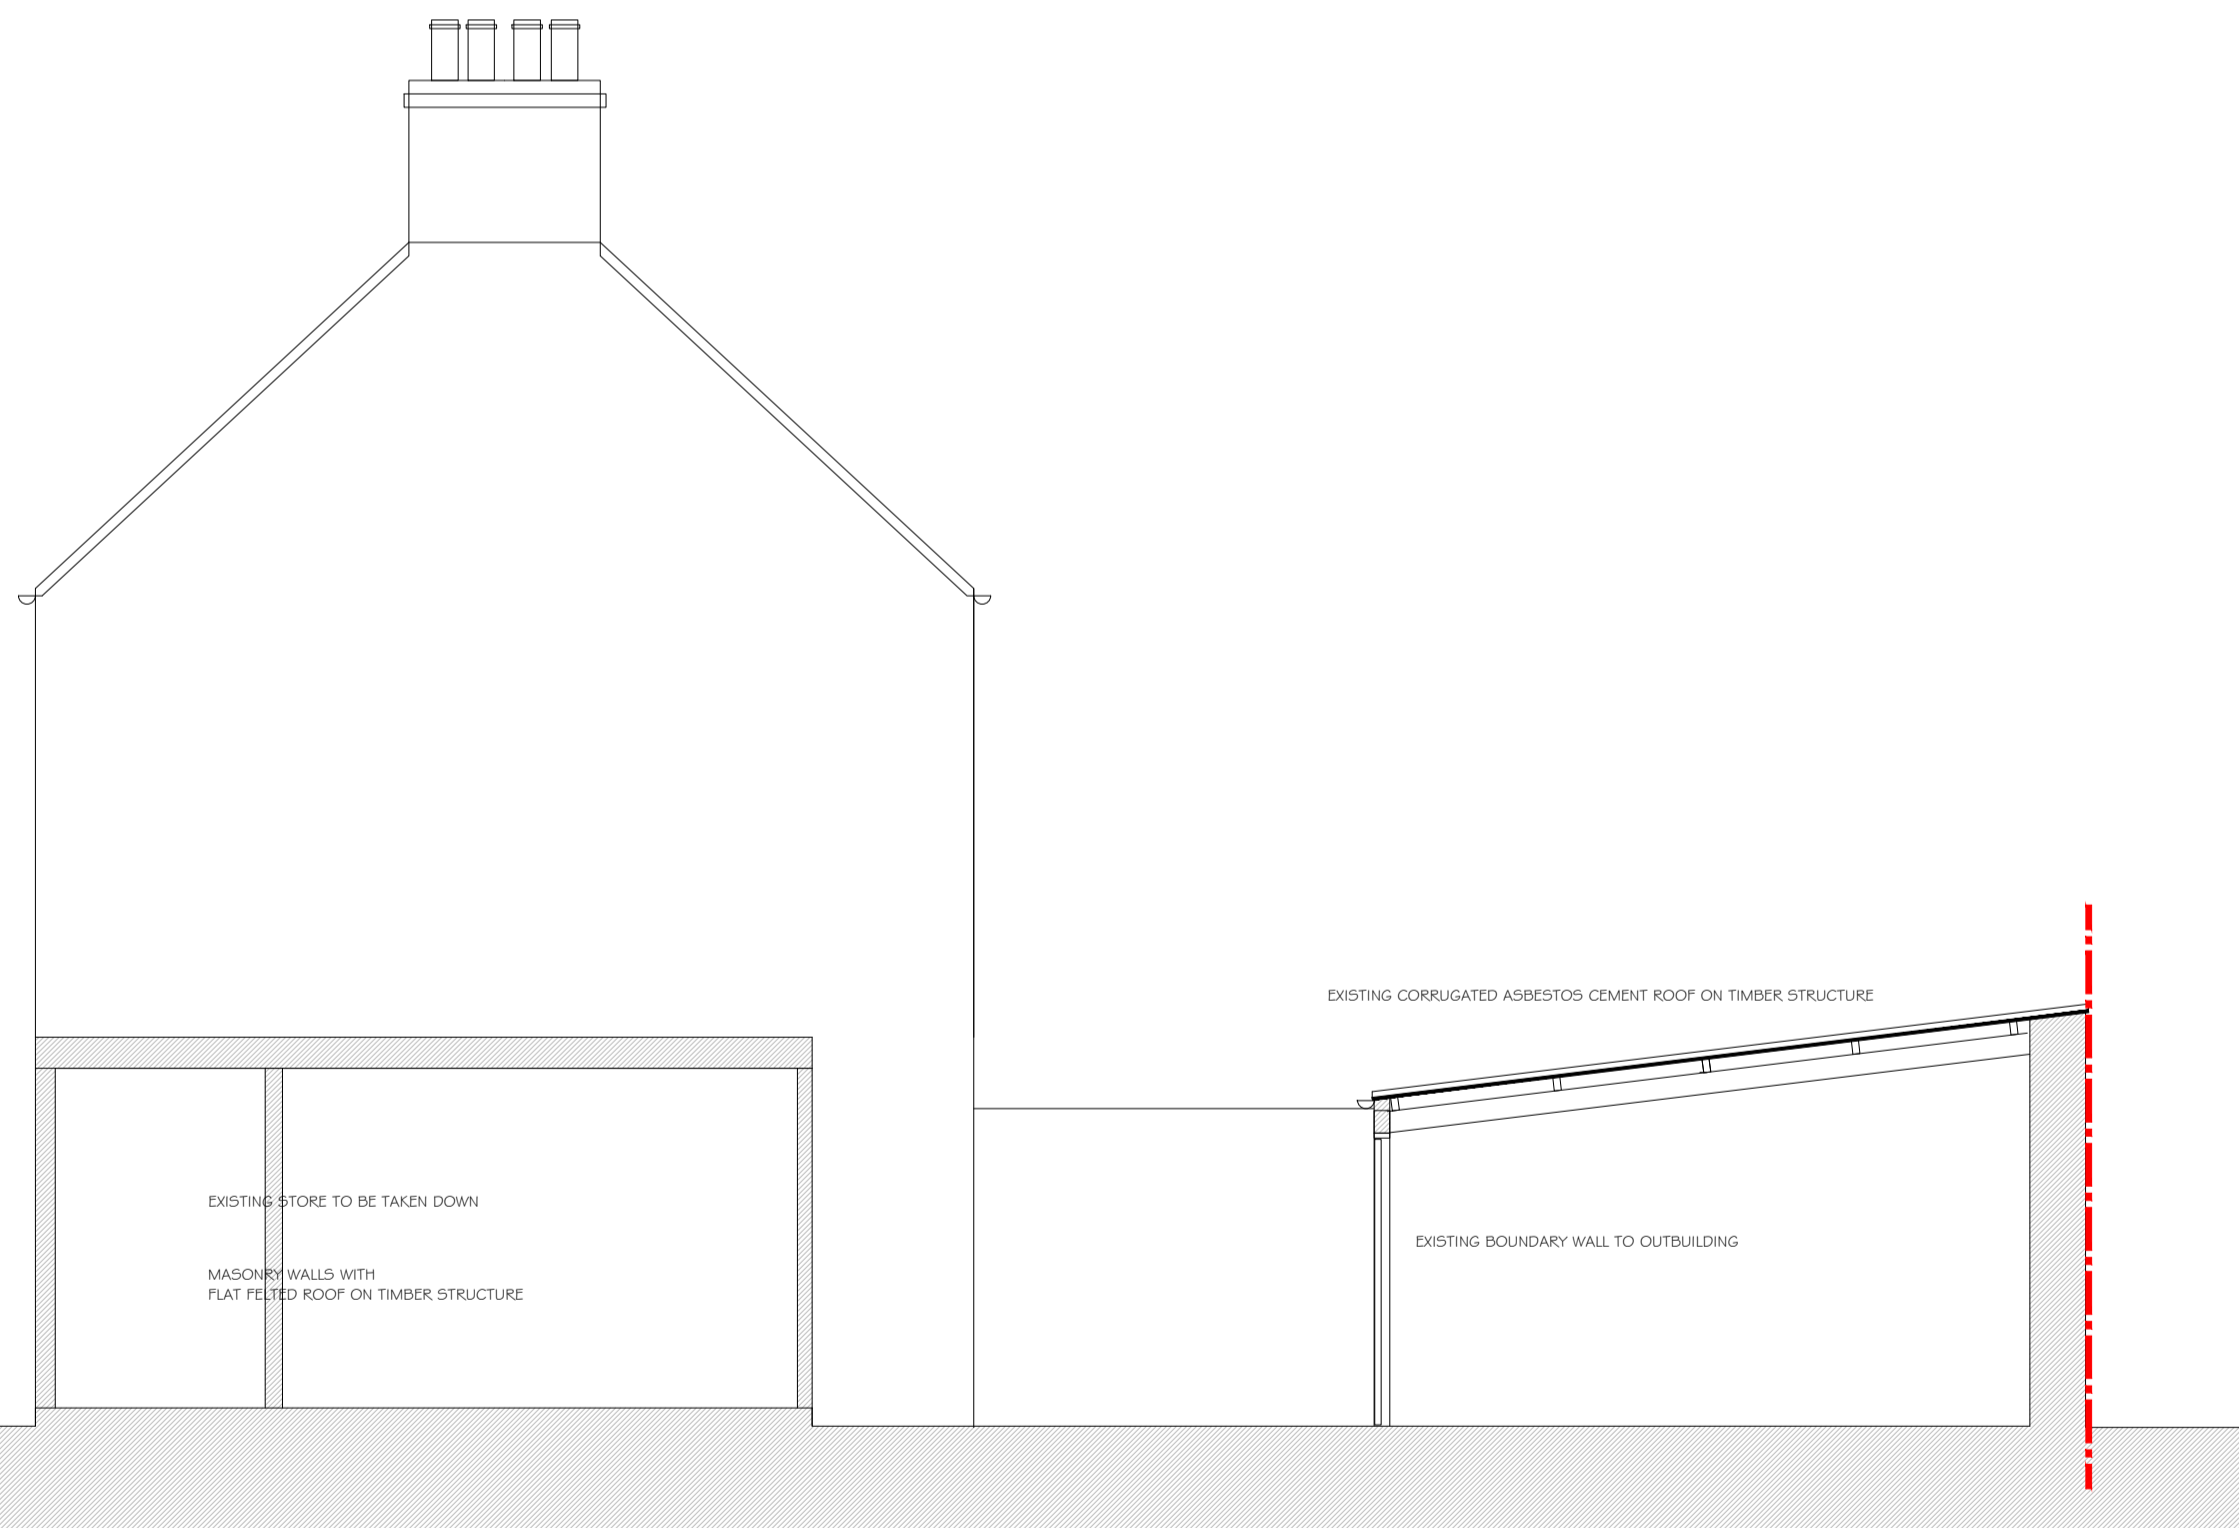 EXISTING CORRUGATED ASBESTOS CEMENT ROOF ON TIMBER STRUCTURE
EXISTING STORE TO BE TAKEN DOWN
EXISTING BOUNDARY WALL TO OUTBUILDING
MASONRY WALLS WITH
FLAT FELTED ROOF ON TIMBER STRUCTURE